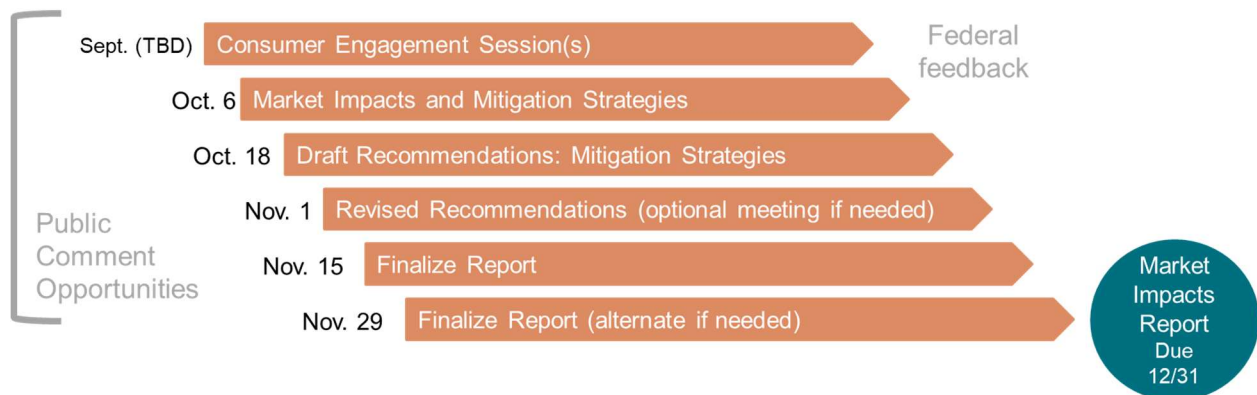 Sept. (TBD) Consumer Engagement Session(s)
Federal
feedback
Oct. 6 Market Impacts and Mitigation Strategies
Oct. 18 Draft Recommendations: Mitigation Strategies
Nov. 1 Revised Recommendations (optional meeting if needed)
Public
Comment
Opportunities
Nov. 15 Finalize Report
Nov. 29 Finalize Report (alternate if needed)
Market
Impacts
Report
Due
12/31